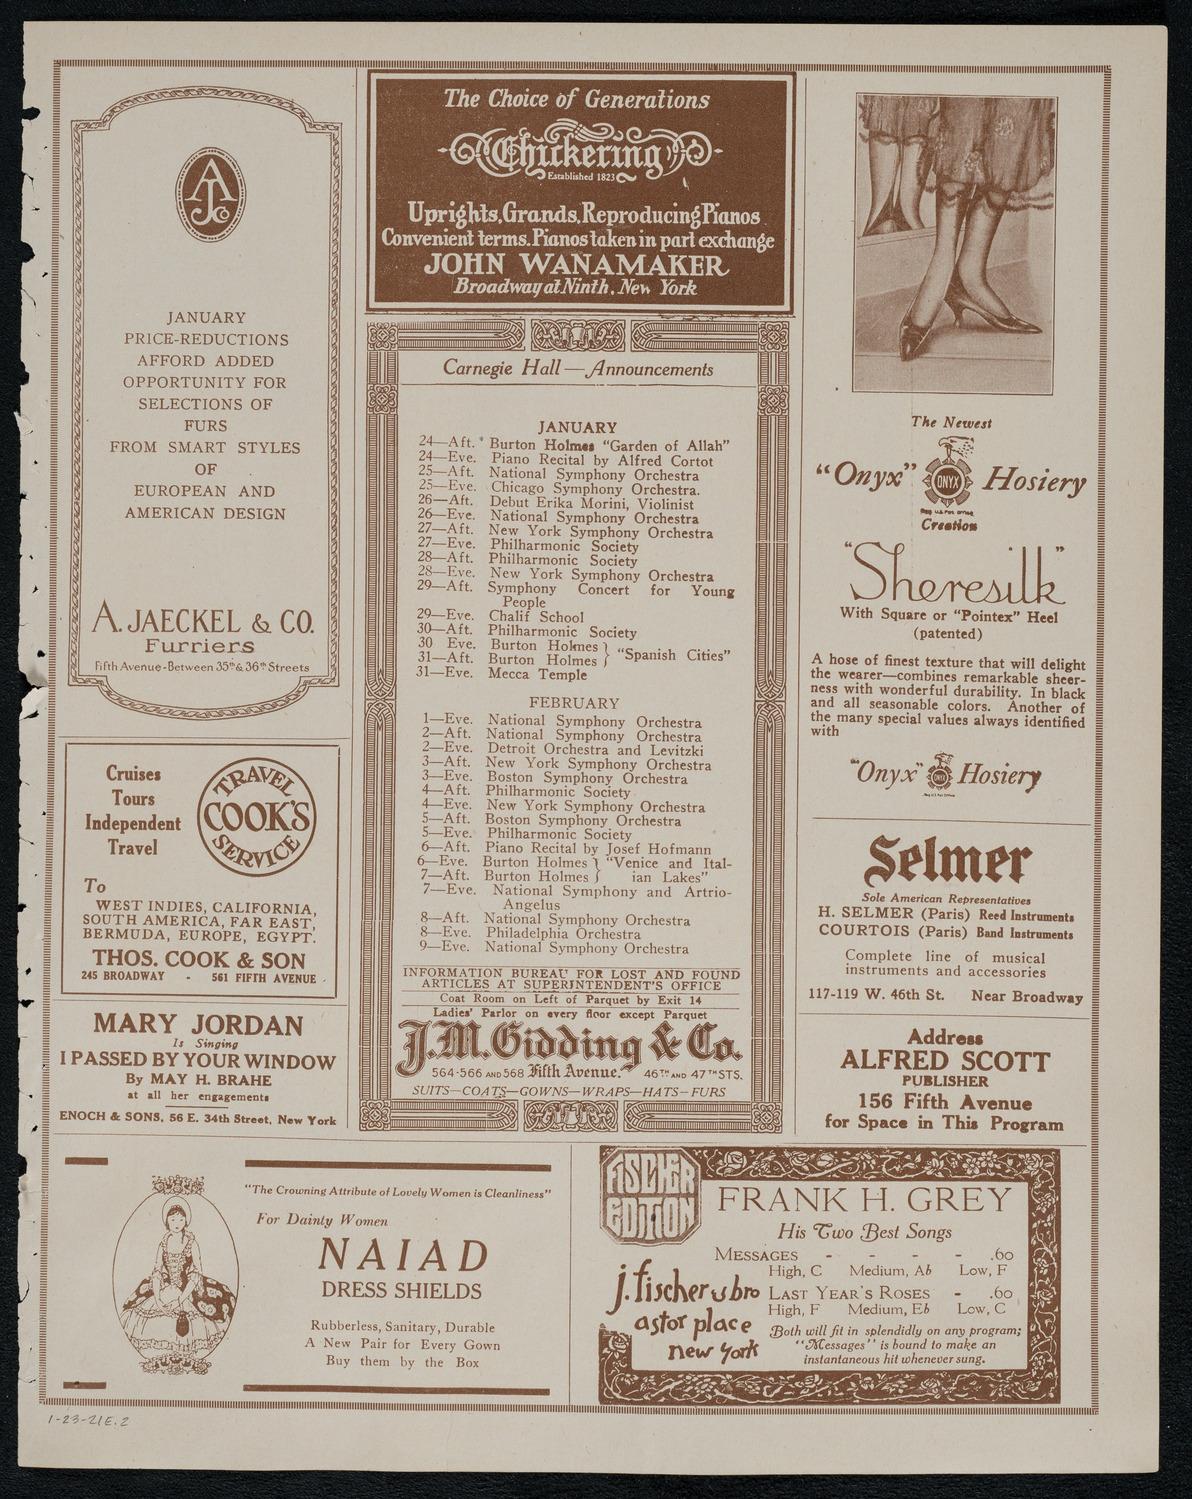 AJCo
JANUARY
PRICE-REDUCTIONS
AFFORD ADDED
OPPORTUNITY FOR
SELECTIONS OF
FURS
FROM SMART STYLES
OF
EUROPEAN AND
AMERICAN DESIGN
A. JAECKEL & CO.
Furriers
Fifth Avenue-Between 35th & 36th Streets
Cruises
Tours
Independent
Travel
TRAVEL
COOK'S
SERVICE
To
WEST INDIES, CALIFORNIA,
SOUTH AMERICA, FAR EAST,
BERMUDA, EUROPE, EGYPT.
THOS. COOK & SON
245 BROADWAY - 561 FIFTH AVENUE
MARY JORDAN
Is Singing
I PASSED BY YOUR WINDOW
By MAY H. BRAHE
at all her engagements
ENOCH & SONS, 56 E. 34th Street, New York
The Choice of Generations
Chickering
Established 1823
Uprights, Grands, Reproducing Pianos
Convenient terms. Pianos taken in part exchange
JOHN WANAMAKER
Broadway at Ninth, New York
Carnegie Hall—Announcements
JANUARY
24—Aft. * Burton Holmes "Garden of Allah"
24—Eve. Piano Recital by Alfred Cortot
25—Aft. National Symphony Orchestra
25—Eve. Chicago Symphony Orchestra.
26—Aft. Debut Erika Morini, Violinist
26—Eve. National Symphony Orchestra
27—Aft. New York Symphony Orchestra
27—Eve. Philharmonic Society
28—Aft. Philharmonic Society
28—Eve. New York Symphony Orchestra
29—Aft. Symphony Concert for Young
People
29—Eve. Chalif School
30—Aft. Philharmonic Society
30 Eve. Burton Holmes }
31—Aft. Burton Holmes } "Spanish Cities"
31—Eve. Mecca Temple
FEBRUARY
1—Eve. National Symphony Orchestra
2—Aft. National Symphony Orchestra
2—Eve. Detroit Orchestra and Levitzki
3—Aft. New York Symphony Orchestra
3—Eve. Boston Symphony Orchestra
4—Aft. Philharmonic Society
4—Eve. New York Symphony Orchestra
5—Aft. Boston Symphony Orchestra
5—Eve. Philharmonic Society
6—Aft. Piano Recital by Josef Hofmann
6—Eve. Burton Holmes } "Venice and Ital-
7—Aft. Burton Holmes } ian Lakes"
7—Eve. National Symphony and Artrio-
Angelus
8—Aft. National Symphony Orchestra
8—Eve. Philadelphia Orchestra
9—Eve. National Symphony Orchestra
INFORMATION BUREAU FOR LOST AND FOUND
ARTICLES AT SUPERINTENDENT'S OFFICE
Coat Room on Left of Parquet by Exit 14
Ladies' Parlor on every floor except Parquet
J.M. Gidding & Co.
564-566 AND 568 Fifth Avenue. 46TH AND 47TH STS.
SUITS—COATS—GOWNS—WRAPS—HATS—FURS
The Newest
"Onyx" ONYX Hosiery
Reg. U.S. Pat. Office
Creation
"Sheresilk"
With Square or "Pointex" Heel
(patented)
A hose of finest texture that will delight
the wearer—combines remarkable sheer-
ness with wonderful durability. In black
and all seasonable colors. Another of
the many special values always identified
with
"Onyx" Hosiery
Reg. U.S. Pat. Office
Selmer
Sole American Representatives
H. SELMER (Paris) Reed Instruments
COURTOIS (Paris) Band Instruments
Complete line of musical
instruments and accessories
117-119 W. 46th St. Near Broadway
Address
ALFRED SCOTT
PUBLISHER
156 Fifth Avenue
for Space in This Program
"The Crowning Attribute of Lovely Women is Cleanliness"
For Dainty Women
NAIAD
DRESS SHIELDS
Rubberless, Sanitary, Durable
A New Pair for Every Gown
Buy them by the Box
FISCHER
EDITION
j. fischer & bro
astor place
new york
FRANK H. GREY
His Two Best Songs
MESSAGES - - - - .60
High, C Medium, Ab Low, F
LAST YEAR'S ROSES - .60
High, F Medium, Eb Low, C
Both will fit in splendidly on any program;
"Messages" is bound to make an
instantaneous hit whenever sung.
1-23-21E.2